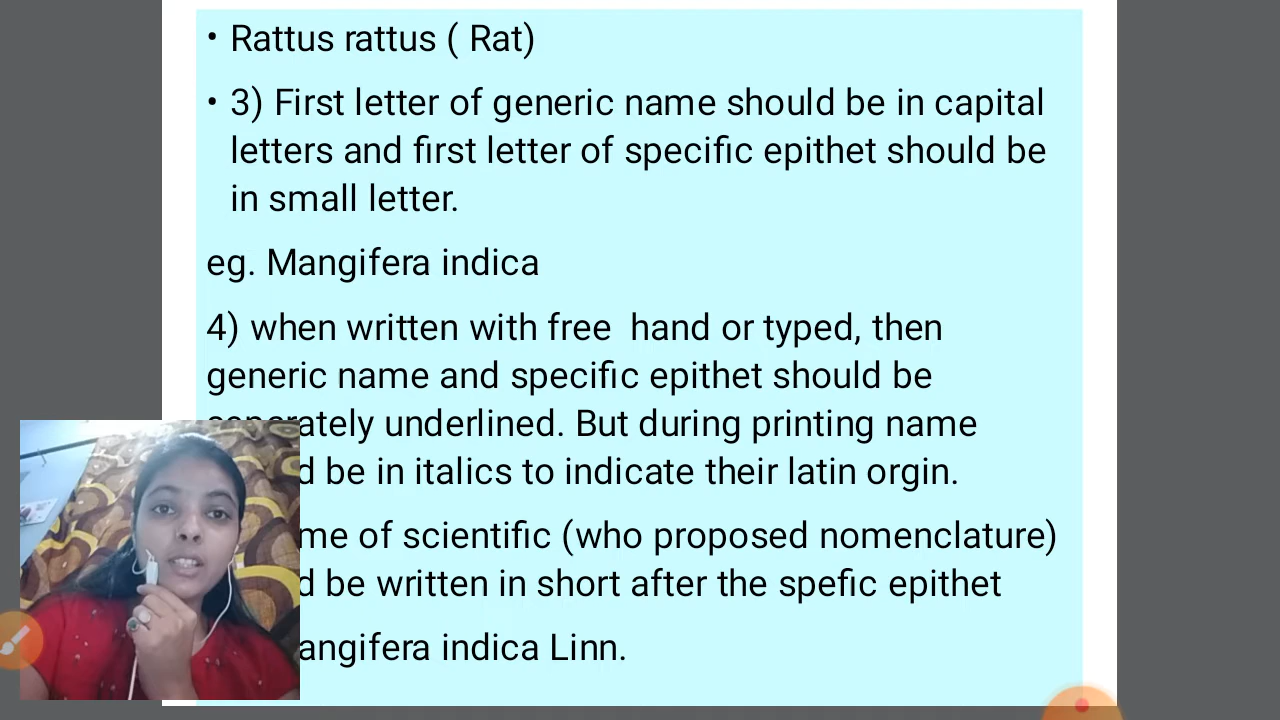 • Rattus rattus ( Rat)
• 3) First letter of generic name should be in capital
letters and first letter of specific epithet should be
in small letter.
eg. Mangifera indica
4) when written with free  hand or typed, then
generic name and specific epithet should be
underlined. But during printing name
be in italics to indicate their latin orgin.
of scientific (who proposed nomenclature)
be written in short after the spefic epithet
indica Linn.